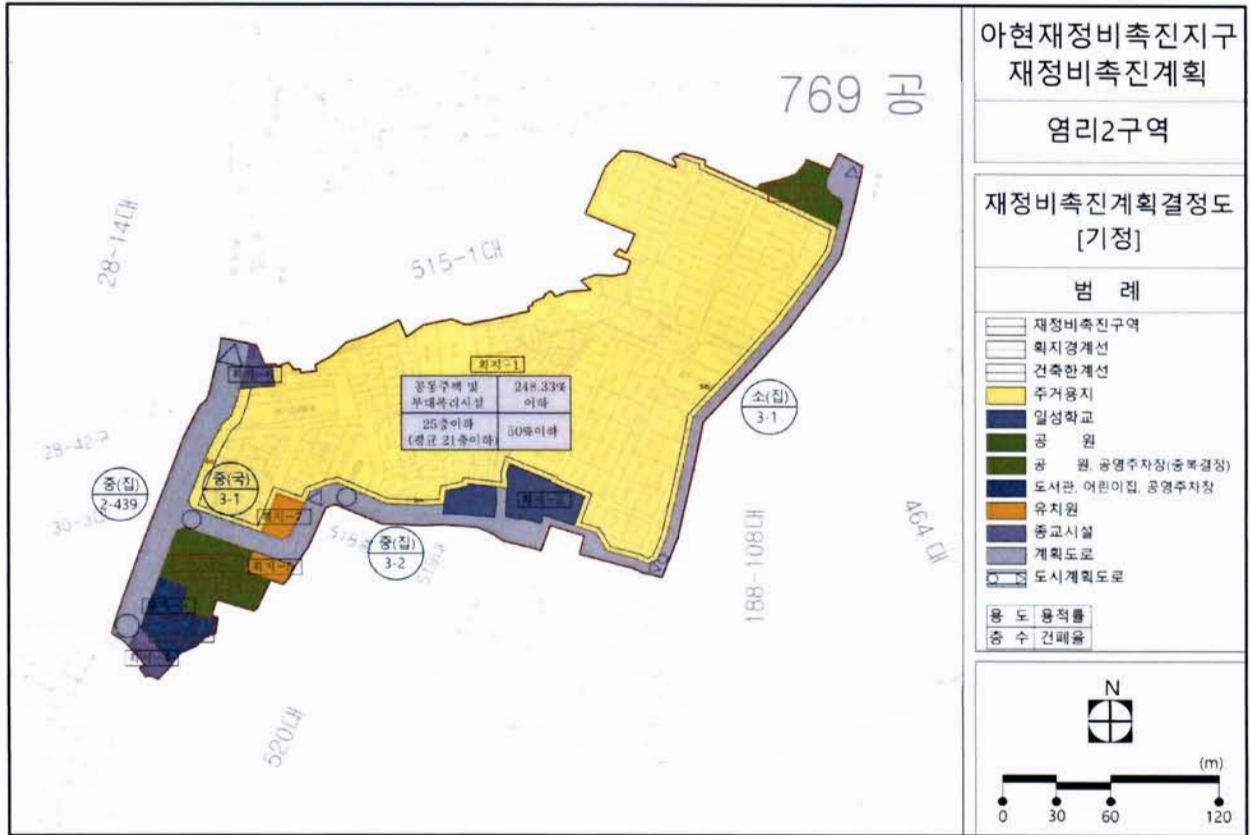 아현재정비촉진지구
재정비촉진계획
염리2구역
재정비촉진계획결정도
[기정]
범 례
재정비촉진구역
획지경계선
건축한계선
주거용지
일성학교
공 원
공 원, 공영주차장(중복결정)
도서관, 어린이집, 공영주차장
유치원
종교시설
계획도로
도시계획도로
용 도 용적률
층 수 건폐율
N
(m)
0 30 60 120
769 공
28-14대
515-1대
획지-1
공동주택 및 부대복리시설 248.33% 이하
25층이하 (평균 21층이하) 50%이하
소(집)
3-1
28-42구
중(집)
2-439
중(국)
3-1
중(집)
3-2
464대
188-108대
520대